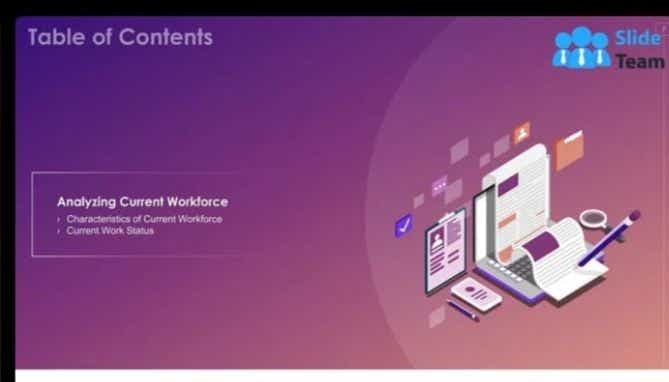 Table of Contents
Slide
Team
Analyzing Current Workforce
› Characteristics of Current Workforce
› Current Work Status